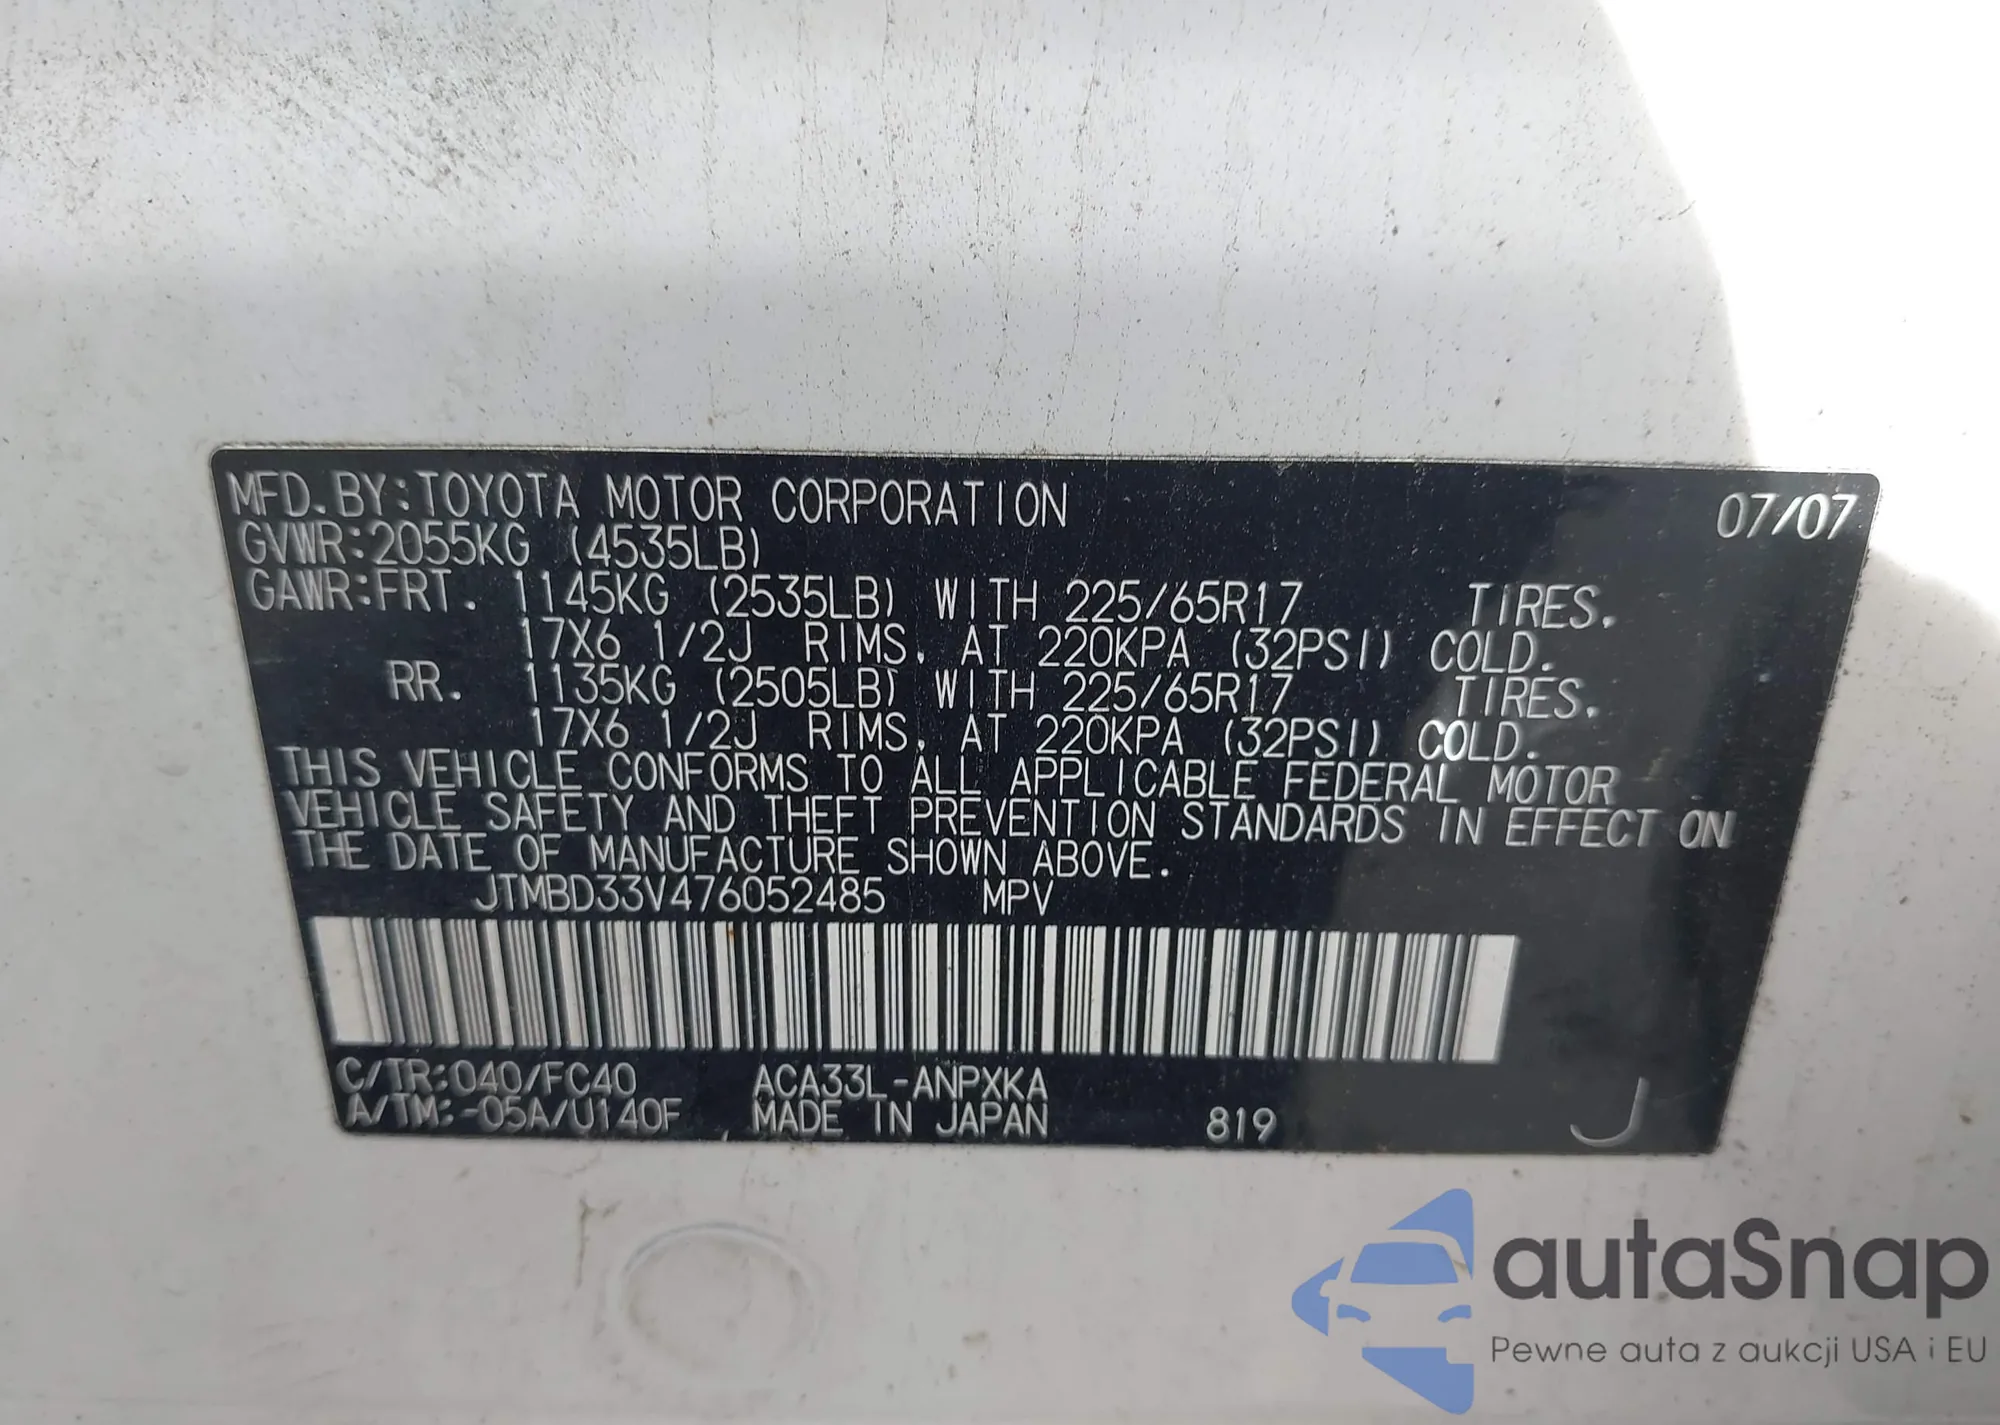 MFD.BY:TOYOTA MOTOR CORPORATION 07/07
GVWR:2055KG (4535LB)
GAWR:FRT. 1145KG (2535LB) WITH 225/65R17 TIRES.
17X6 1/2J RIMS, AT 220KPA (32PSI) COLD.
RR. 1135KG (2505LB) WITH 225/65R17 TIRES.
17X6 1/2J RIMS, AT 220KPA (32PSI) COLD.
THIS VEHICLE CONFORMS TO ALL APPLICABLE FEDERAL MOTOR
VEHICLE SAFETY AND THEFT PREVENTION STANDARDS IN EFFECT ON
THE DATE OF MANUFACTURE SHOWN ABOVE.
JTMBD33V476052485 MPV
C/TR:040/FC40 ACA33L-ANPXKA
A/TM:-05A/U140F MADE IN JAPAN 819 J
autaSnap
Pewne auta z aukcji USA i EU